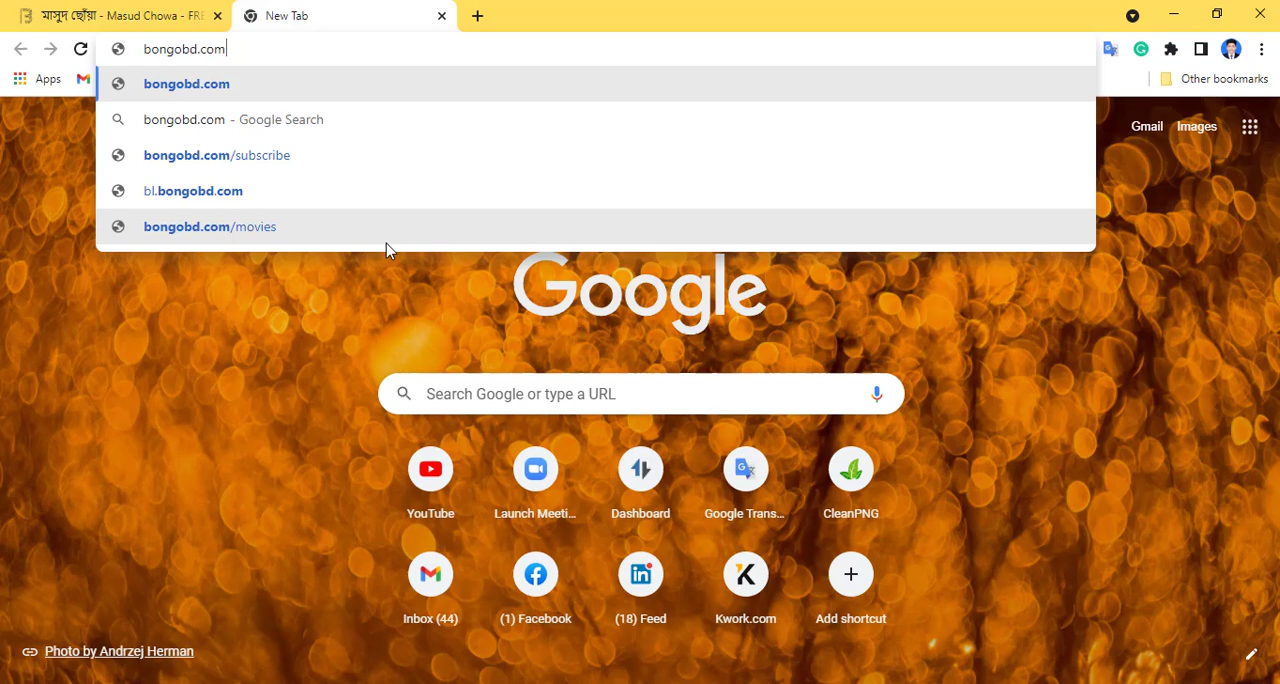 মাসুদ ছোঁয়া - Masud Chowa - FRE
New Tab
bongobd.com
Apps
Other bookmarks
bongobd.com
bongobd.com - Google Search
bongobd.com/subscribe
bl.bongobd.com
bongobd.com/movies
Gmail Images
Google
Search Google or type a URL
YouTube
Launch Meeti...
Dashboard
Google Trans...
CleanPNG
Inbox (44)
(1) Facebook
(18) Feed
Kwork.com
Add shortcut
Photo by Andrzej Herman